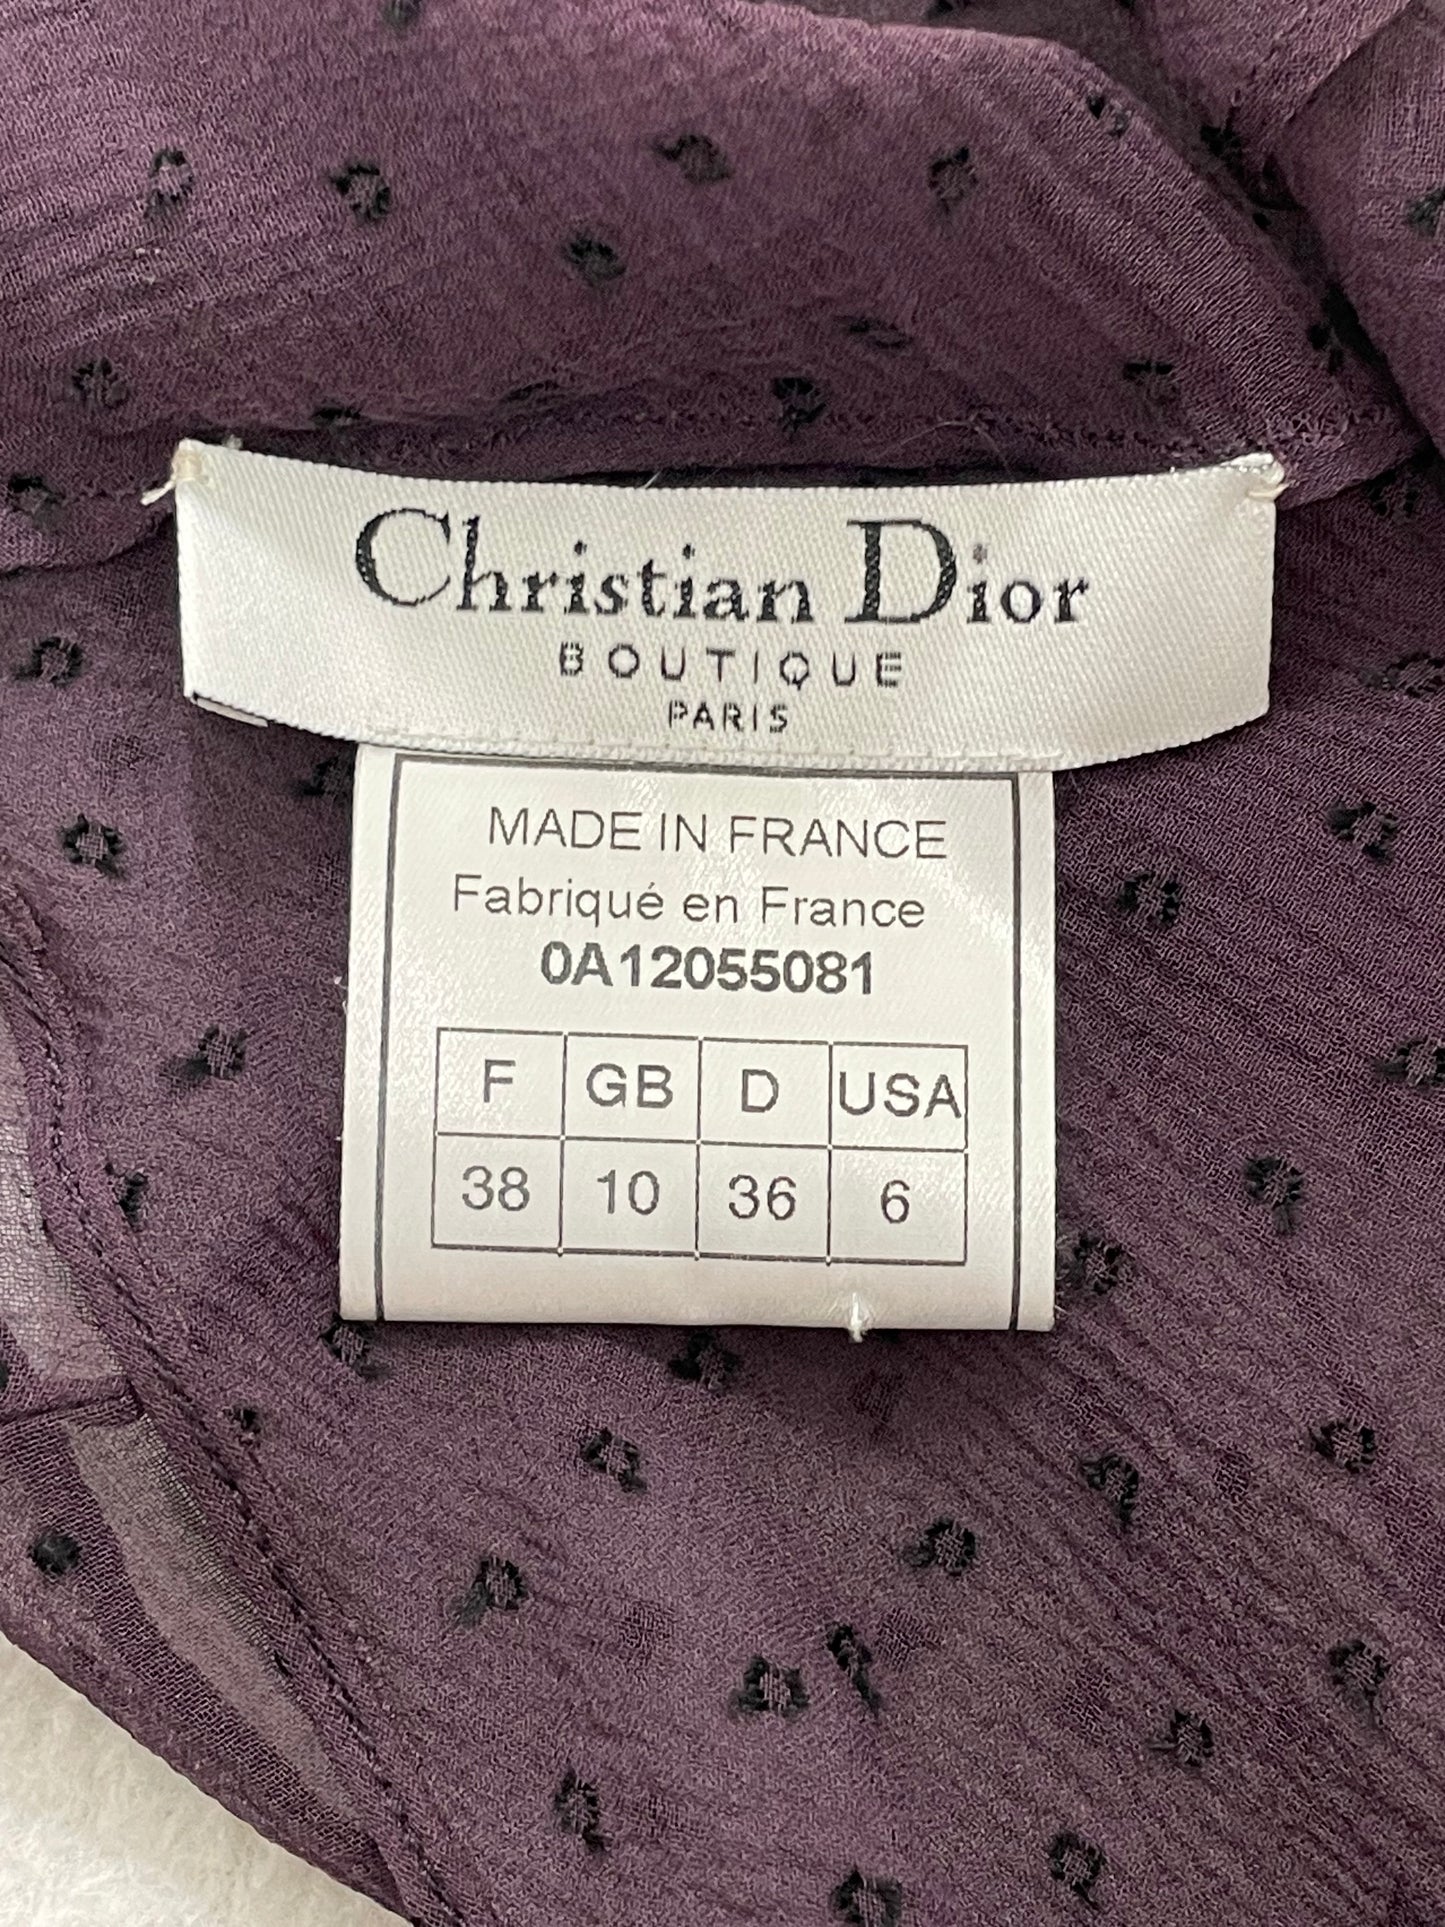 Christian Dior
BOUTIQUE
PARIS
MADE IN FRANCE
Fabriqué en France
0A12055081
F GB D USA
38 10 36 6